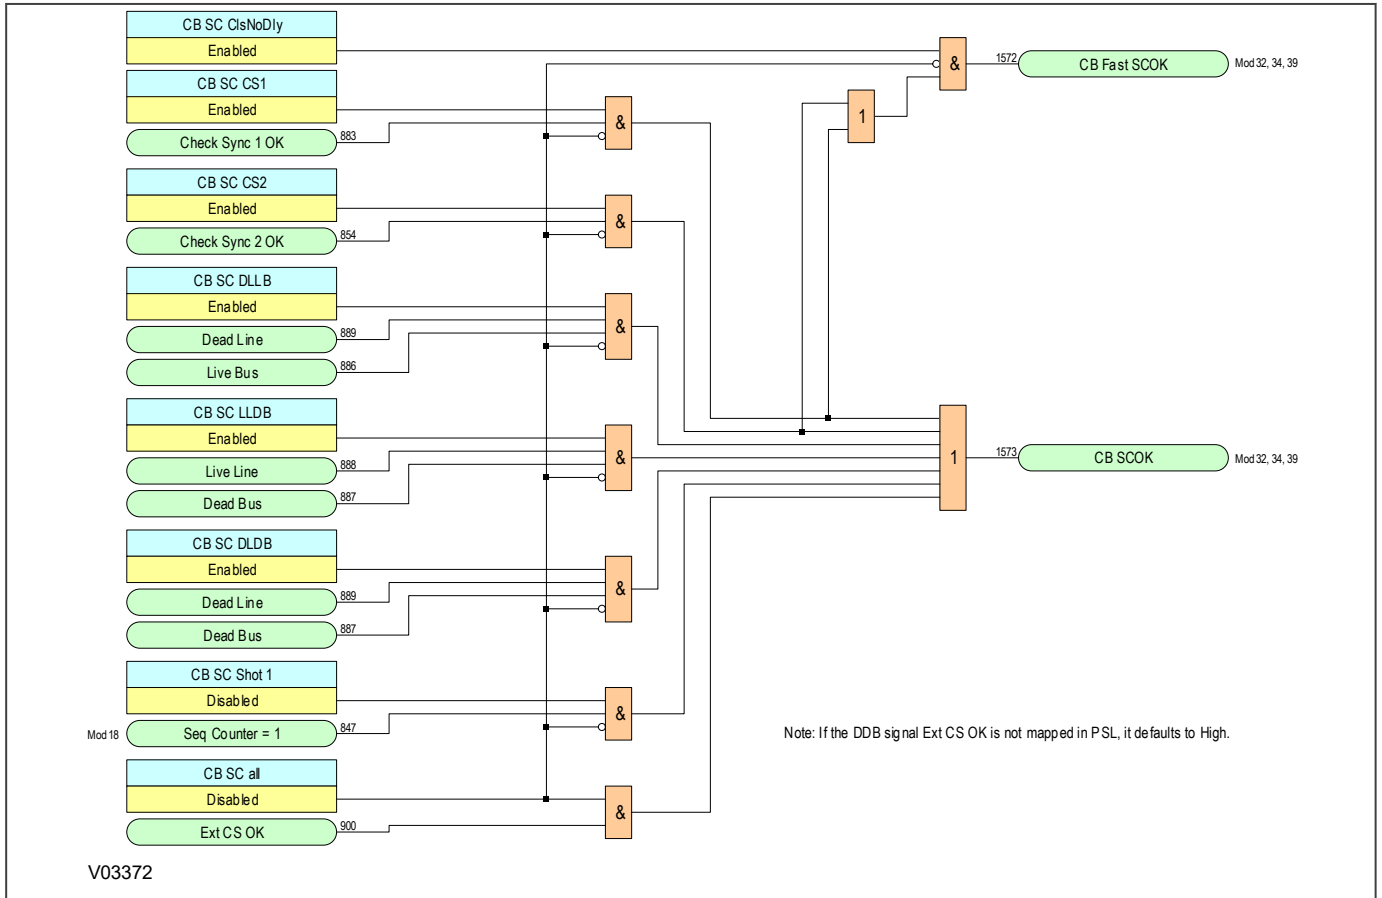 CB SC ClsNoDly
Enabled
&
1572
CB Fast SCOK
Mod 32, 34, 39
CB SC CS1
Enabled
&
1
883
Check Sync 1 OK
CB SC CS2
Enabled
&
854
Check Sync 2 OK
CB SC DLLB
Enabled
&
889
Dead Line
886
Live Bus
CB SC LLDB
Enabled
&
888
Live Line
1
1573
CB SCOK
Mod 32, 34, 39
887
Dead Bus
CB SC DLDB
Enabled
&
889
Dead Line
887
Dead Bus
CB SC Shot 1
Disabled
&
Mod 18
847
Seq Counter = 1
Note: If the DDB signal Ext CS OK is not mapped in PSL, it defaults to High.
CB SC all
Disabled
&
900
Ext CS OK
V03372